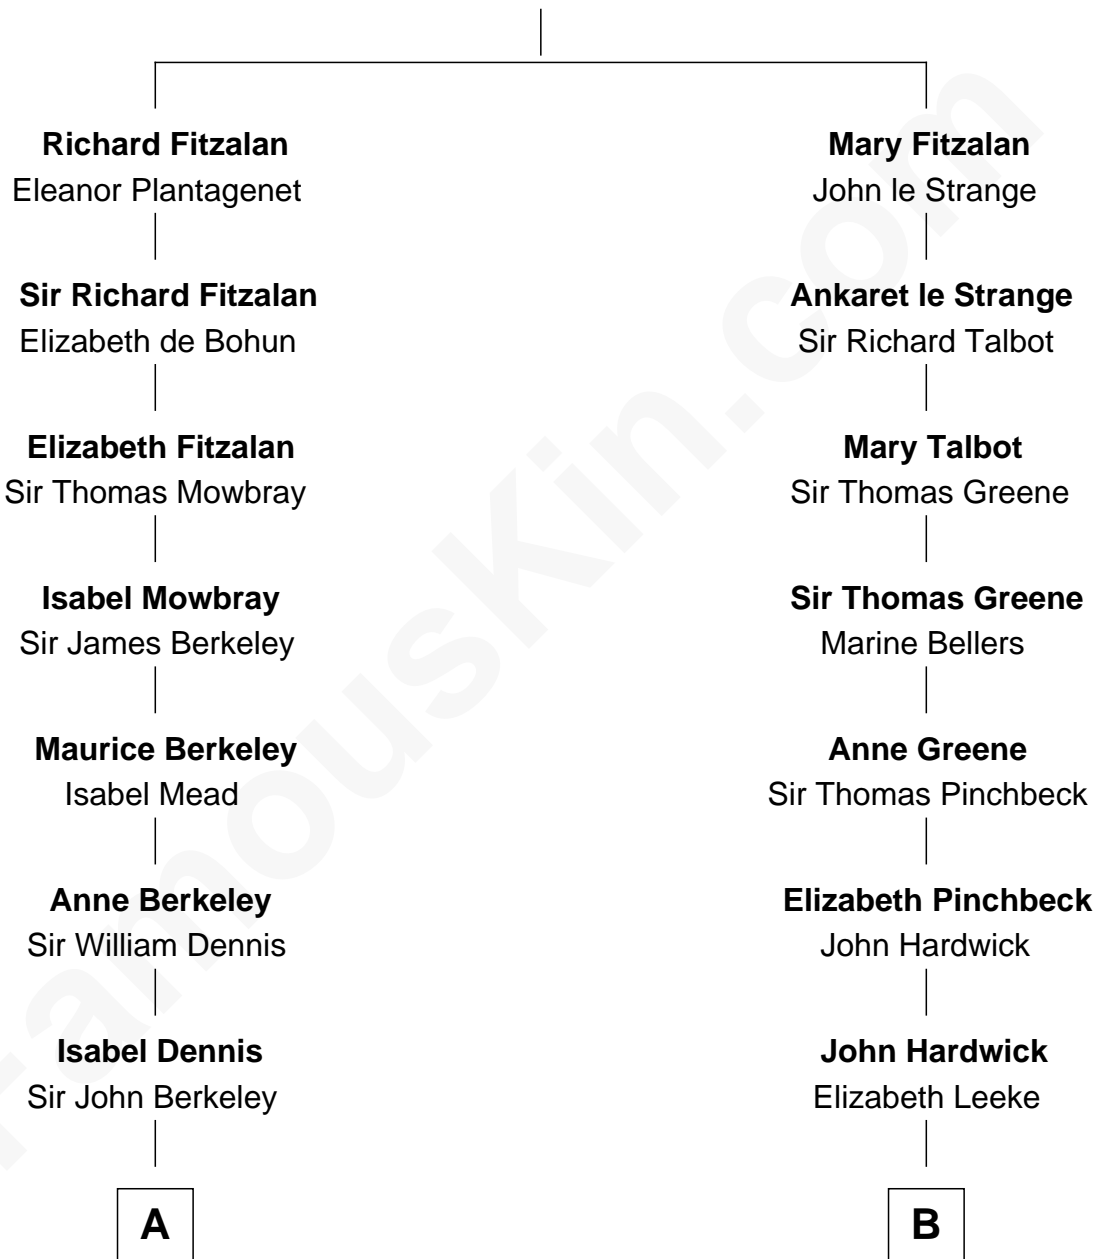 Richard Fitzalan
Eleanor Plantagenet
Sir Richard Fitzalan
Elizabeth de Bohun
Elizabeth Fitzalan
Sir Thomas Mowbray
Isabel Mowbray
Sir James Berkeley
Maurice Berkeley
Isabel Mead
Anne Berkeley
Sir William Dennis
Isabel Dennis
Sir John Berkeley
A
Mary Fitzalan
John le Strange
Ankaret le Strange
Sir Richard Talbot
Mary Talbot
Sir Thomas Greene
Sir Thomas Greene
Marine Bellers
Anne Greene
Sir Thomas Pinchbeck
Elizabeth Pinchbeck
John Hardwick
John Hardwick
Elizabeth Leeke
B
FamousKin.com